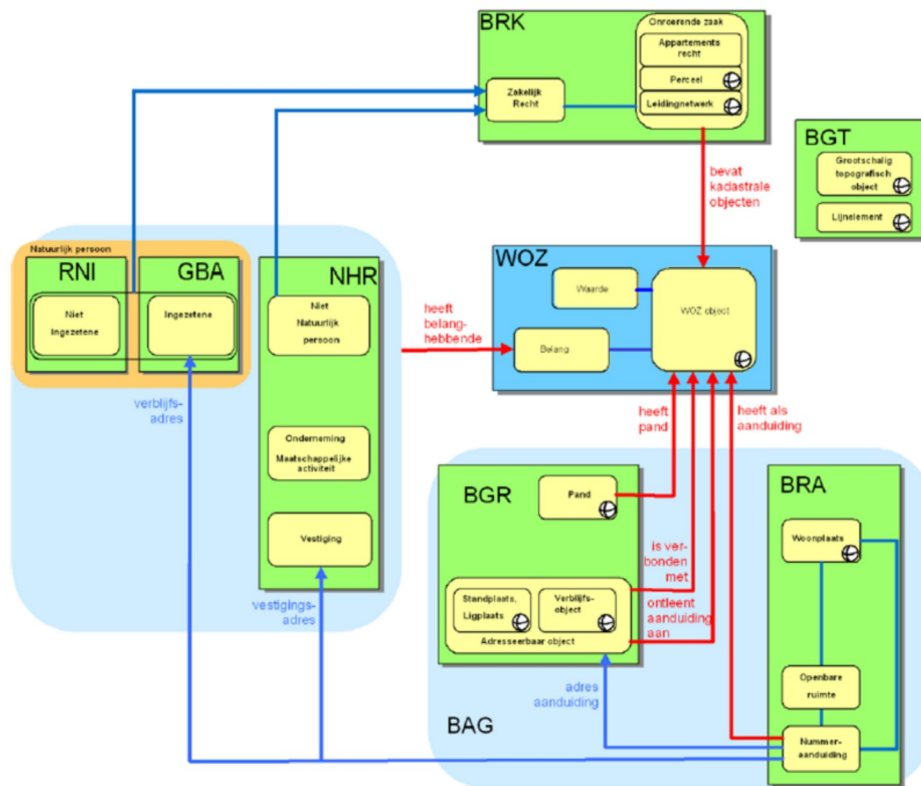 BRK
Onroerende zaak
Appartements
recht
Perceel
Leidingnetwerk
Zakelijk
Recht
BGT
Grootschalig
topografisch
object
Lijnelement
bevat
kadastrale
objecten
Natuurlijk persoon
RNI
GBA
NHR
WOZ
Niet
Ingezetene
Ingezetene
Niet
Natuurlijk
persoon
heeft
belang-
hebbende
Waarde
WOZ object
Belang
verblijfs-
adres
heeft
pand
heeft als
aanduiding
Onderneming
Maatschappelijke
activiteit
BGR
Pand
BRA
Vestiging
Woonplaats
is ver-
bonden
met
vestigings-
adres
Standplaats,
Ligplaats
Verblijfs-
object
Adresseerbaar object
ontleent
aanduiding
aan
adres
aanduiding
Openbare
ruimte
BAG
Nummer-
aanduiding